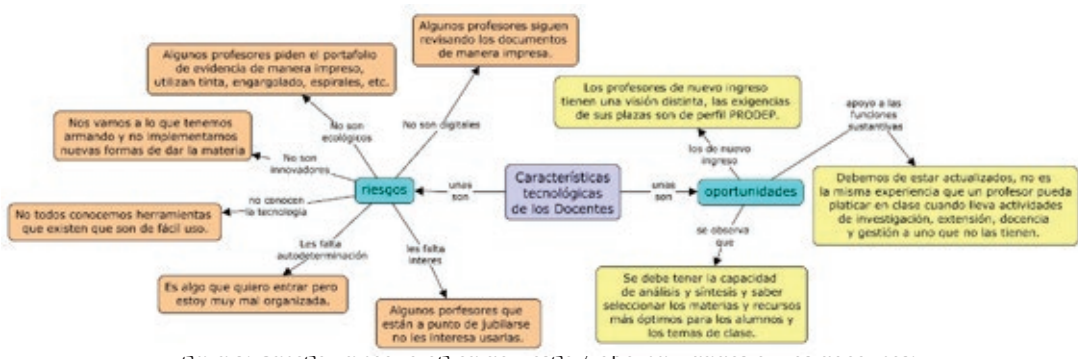 Algunos profesores siguen
revisando los documentos
de manera impresa.
Algunos profesores piden el portafolio
de evidencia de manera impreso,
utilizan tinta, engargolado, espirales, etc.
Los profesores de nuevo ingreso
tienen una visión distinta, las exigencias
de sus plazas son de perfil PRODEP.
apoyo a las
funciones
sustantivas
Nos vamos a lo que tenemos
armando y no implementamos
nuevas formas de dar la materia
No son
ecológicos
No son digitales
los de nuevo
ingreso
No son
innovadores
Características
tecnológicas
de los Docentes
riesgos
unas
son
unas
son
oportunidades
Debemos de estar actualizados, no es
la misma experiencia que un profesor pueda
platicar en clase cuando lleva actividades
de investigación, extensión, docencia
y gestión a uno que no las tienen.
no conocen
la tecnología
No todos conocemos herramientas
que existen que son de fácil uso.
Les falta
autodeterminación
les falta
interes
se observa
que
Es algo que quiero entrar pero
estoy muy mal organizada.
Algunos porfesores que
están a punto de jubilarse
no les interesa usarlas.
Se debe tener la capacidad
de análisis y síntesis y saber
seleccionar los materias y recursos
más óptimos para los alumnos y
los temas de clase.